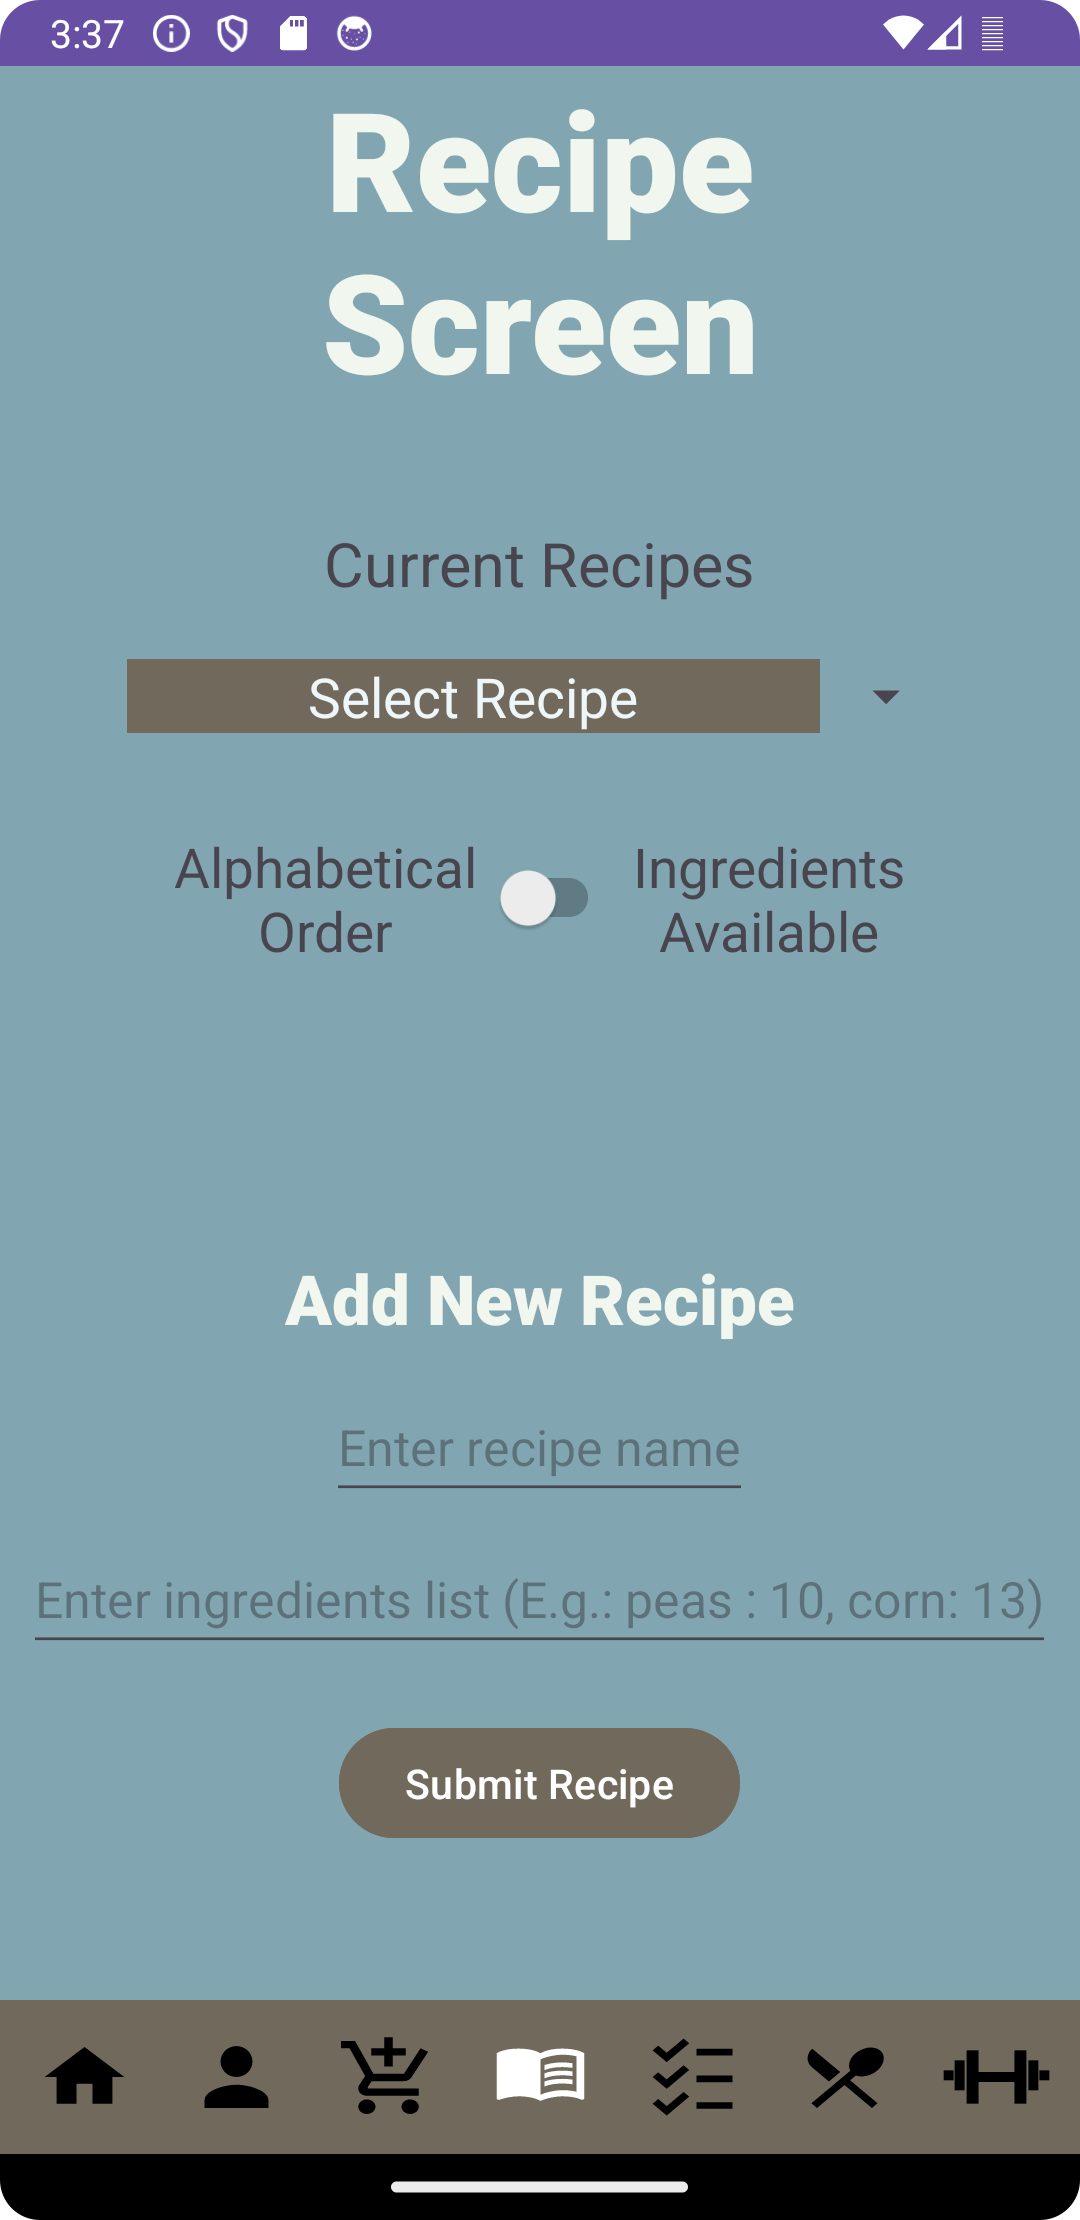 3:37
Recipe
Screen
Current Recipes
Select Recipe
Alphabetical
Order
Ingredients
Available
Add New Recipe
Enter recipe name
Enter ingredients list (E.g.: peas : 10, corn: 13)
Submit Recipe